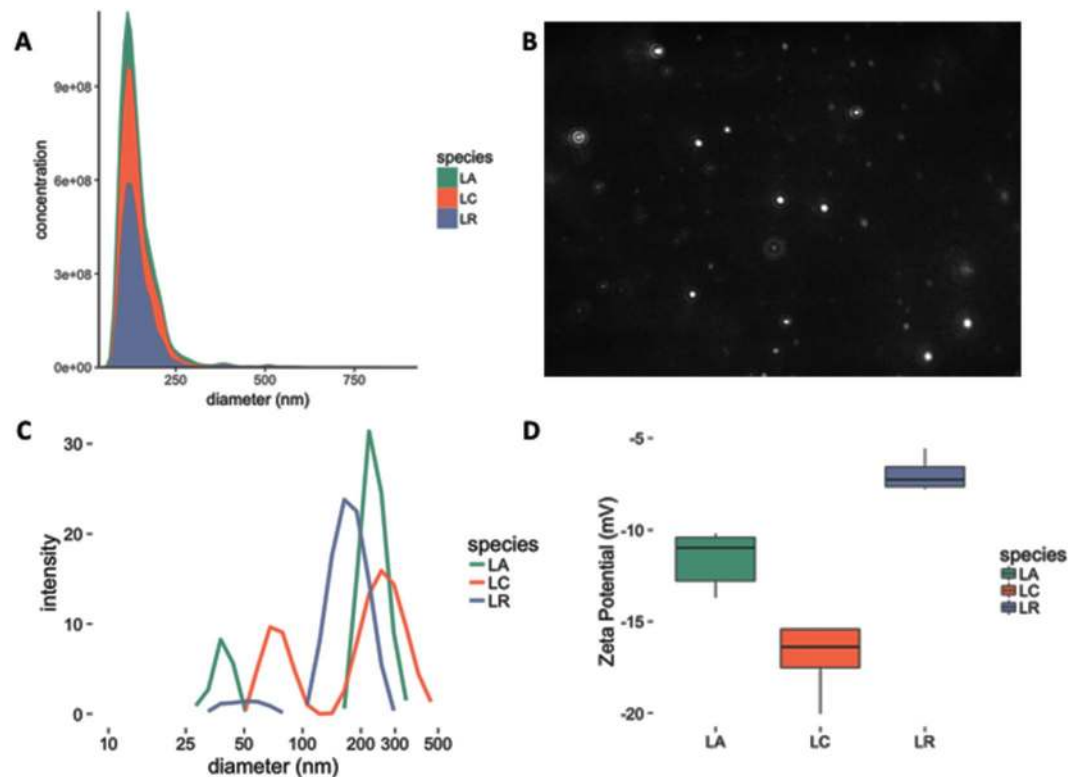 A
9e+08
6e+08
3e+08
0e+00
concentration
250
500
750
diameter (nm)
species
LA
LC
LR
B
C
30
20
10
0
intensity
10
25
50
100
200
300
500
diameter (nm)
species
LA
LC
LR
D
-5
-10
-15
-20
Zeta Potential (mV)
LA
LC
LR
species
LA
LC
LR